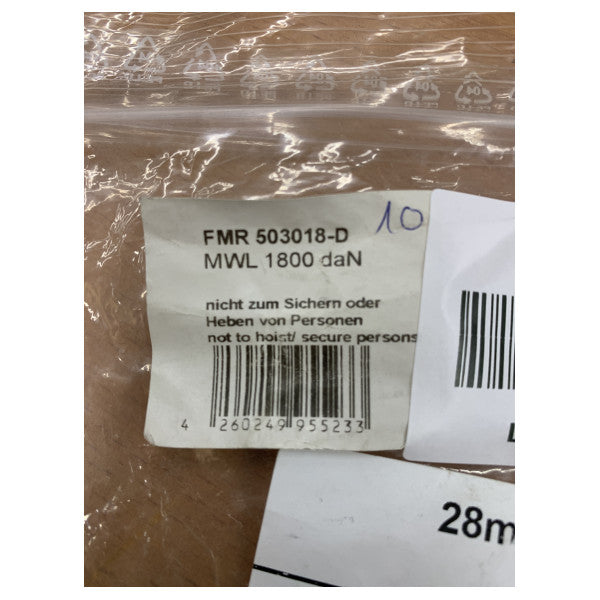 04
10
FMR 503018-D
MWL 1800 daN
nicht zum Sichern oder
Heben von Personen
not to hoist/ secure persons
4 260249 955233
28m